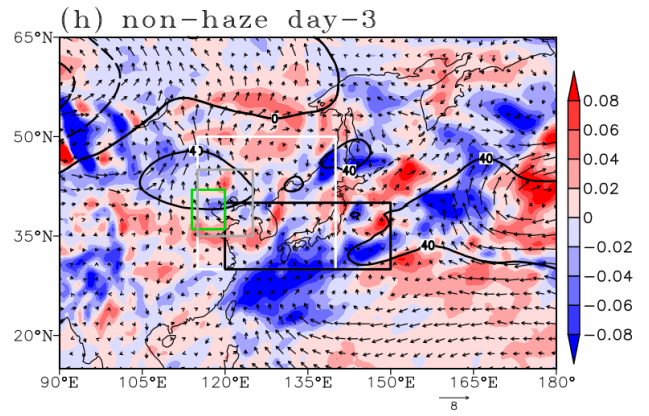 (h) non-haze day-3
65°N
50°N
35°N
20°N
90°E
105°E
120°E
135°E
150°E
165°E
180°
0
40
40
40
40
0.08
0.06
0.04
0.02
0
-0.02
-0.04
-0.06
-0.08
8